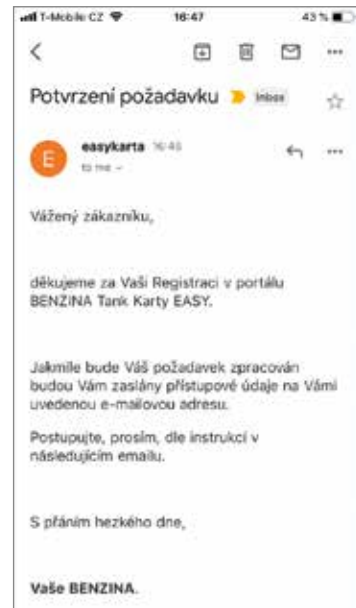 T-Mobile CZ 16:47 43 %
Potvrzení požadavku Inbox
E easykarta 16:46
to me
Vážený zákazníku,
děkujeme za Vaši Registraci v portálu
BENZINA Tank Karty EASY.
Jakmile bude Váš požadavek zpracován
budou Vám zaslány přístupové údaje na Vámi
uvedenou e-mailovou adresu.
Postupujte, prosím, dle instrukcí v
následujícím emailu.
S přáním hezkého dne,
Vaše BENZINA.